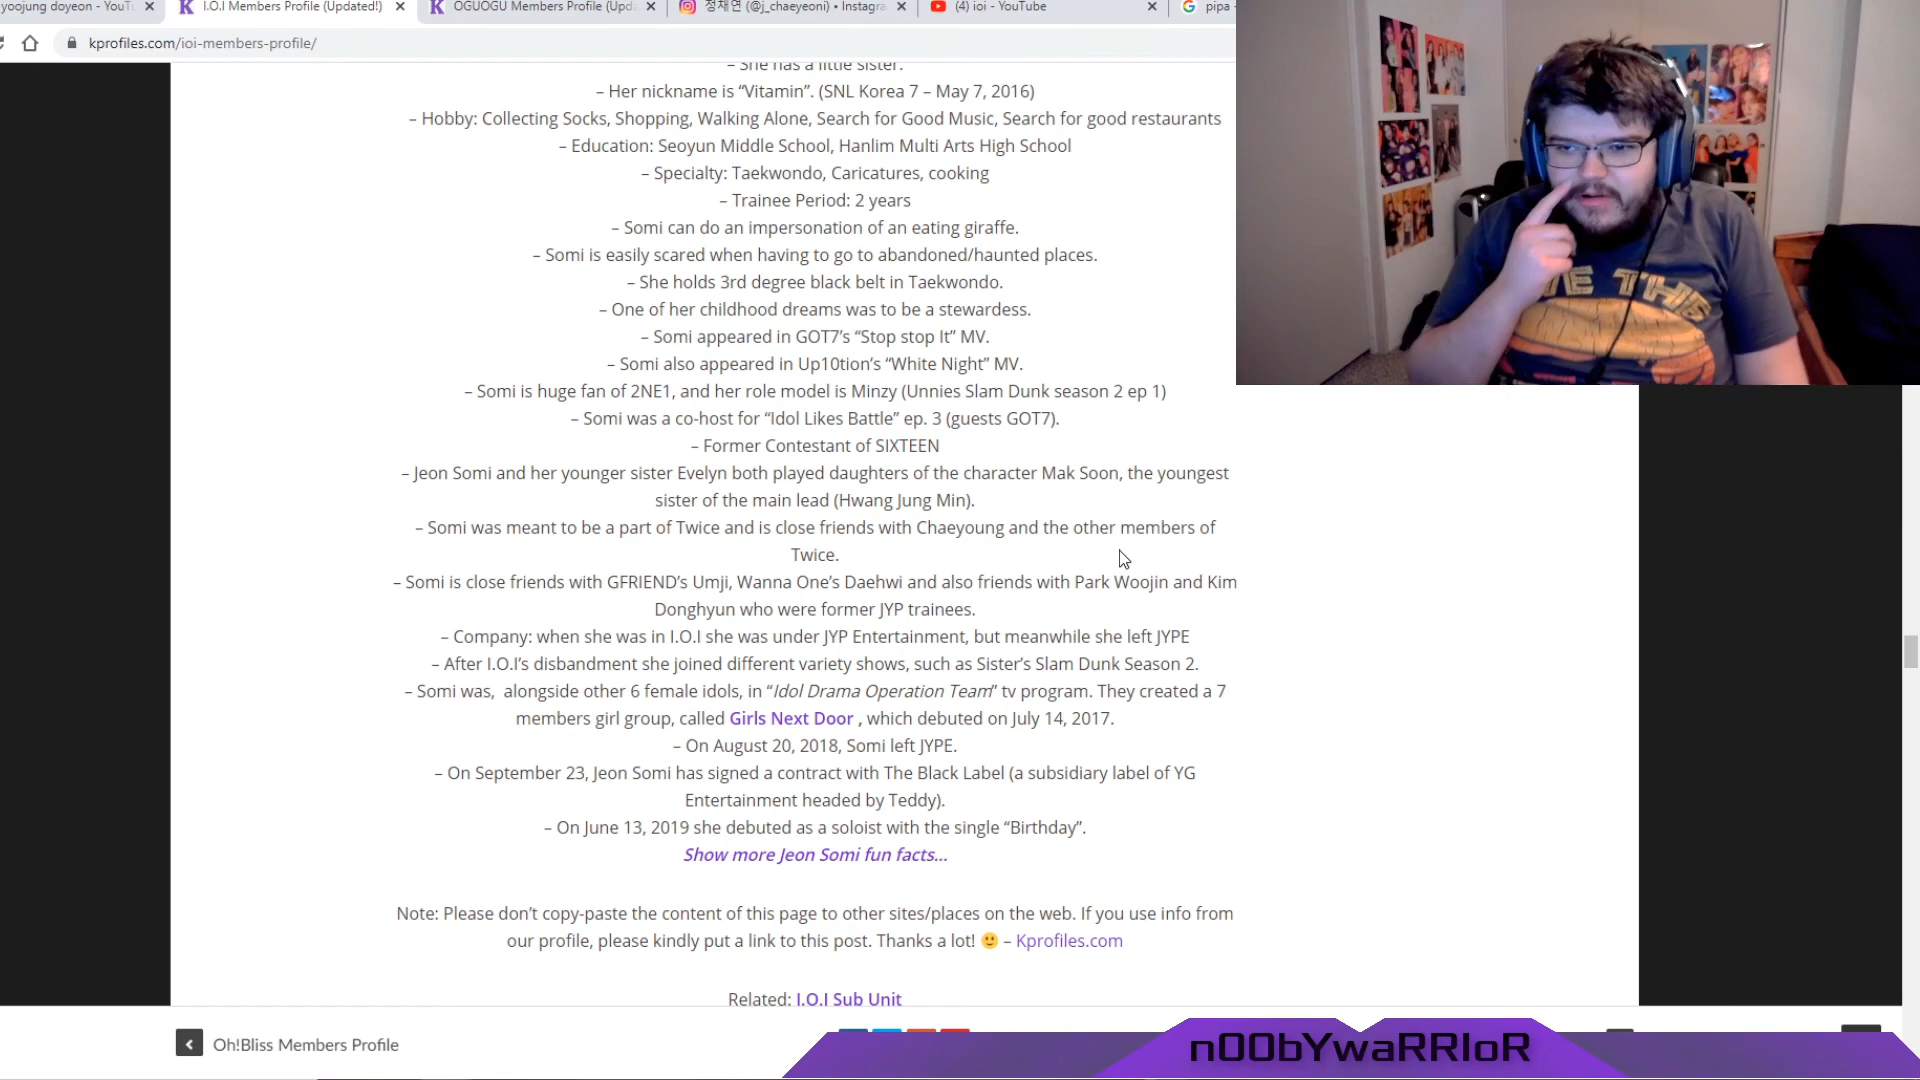 yoojung doyeon - YouTu
I.O.I Members Profile (Updated!)
OGUOGU Members Profile (Upda
정채연 (@j_chaeyeoni) • Instagra
(4) ioi - YouTube
pipa -
kprofiles.com/ioi-members-profile/
– She has a little sister.
– Her nickname is “Vitamin”. (SNL Korea 7 – May 7, 2016)
– Hobby: Collecting Socks, Shopping, Walking Alone, Search for Good Music, Search for good restaurants
– Education: Seoyun Middle School, Hanlim Multi Arts High School
– Specialty: Taekwondo, Caricatures, cooking
– Trainee Period: 2 years
– Somi can do an impersonation of an eating giraffe.
– Somi is easily scared when having to go to abandoned/haunted places.
– She holds 3rd degree black belt in Taekwondo.
– One of her childhood dreams was to be a stewardess.
– Somi appeared in GOT7’s “Stop stop It” MV.
– Somi also appeared in Up10tion’s “White Night” MV.
– Somi is huge fan of 2NE1, and her role model is Minzy (Unnies Slam Dunk season 2 ep 1)
– Somi was a co-host for “Idol Likes Battle” ep. 3 (guests GOT7).
– Former Contestant of SIXTEEN
– Jeon Somi and her younger sister Evelyn both played daughters of the character Mak Soon, the youngest
sister of the main lead (Hwang Jung Min).
– Somi was meant to be a part of Twice and is close friends with Chaeyoung and the other members of
Twice.
– Somi is close friends with GFRIEND’s Umji, Wanna One’s Daehwi and also friends with Park Woojin and Kim
Donghyun who were former JYP trainees.
– Company: when she was in I.O.I she was under JYP Entertainment, but meanwhile she left JYPE
– After I.O.I’s disbandment she joined different variety shows, such as Sister’s Slam Dunk Season 2.
– Somi was, alongside other 6 female idols, in “Idol Drama Operation Team” tv program. They created a 7
members girl group, called Girls Next Door , which debuted on July 14, 2017.
– On August 20, 2018, Somi left JYPE.
– On September 23, Jeon Somi has signed a contract with The Black Label (a subsidiary label of YG
Entertainment headed by Teddy).
– On June 13, 2019 she debuted as a soloist with the single “Birthday”.
Show more Jeon Somi fun facts…
Note: Please don’t copy-paste the content of this page to other sites/places on the web. If you use info from
our profile, please kindly put a link to this post. Thanks a lot! 🙂 – Kprofiles.com
Related: I.O.I Sub Unit
Oh!Bliss Members Profile
n00bYwaRRIoR